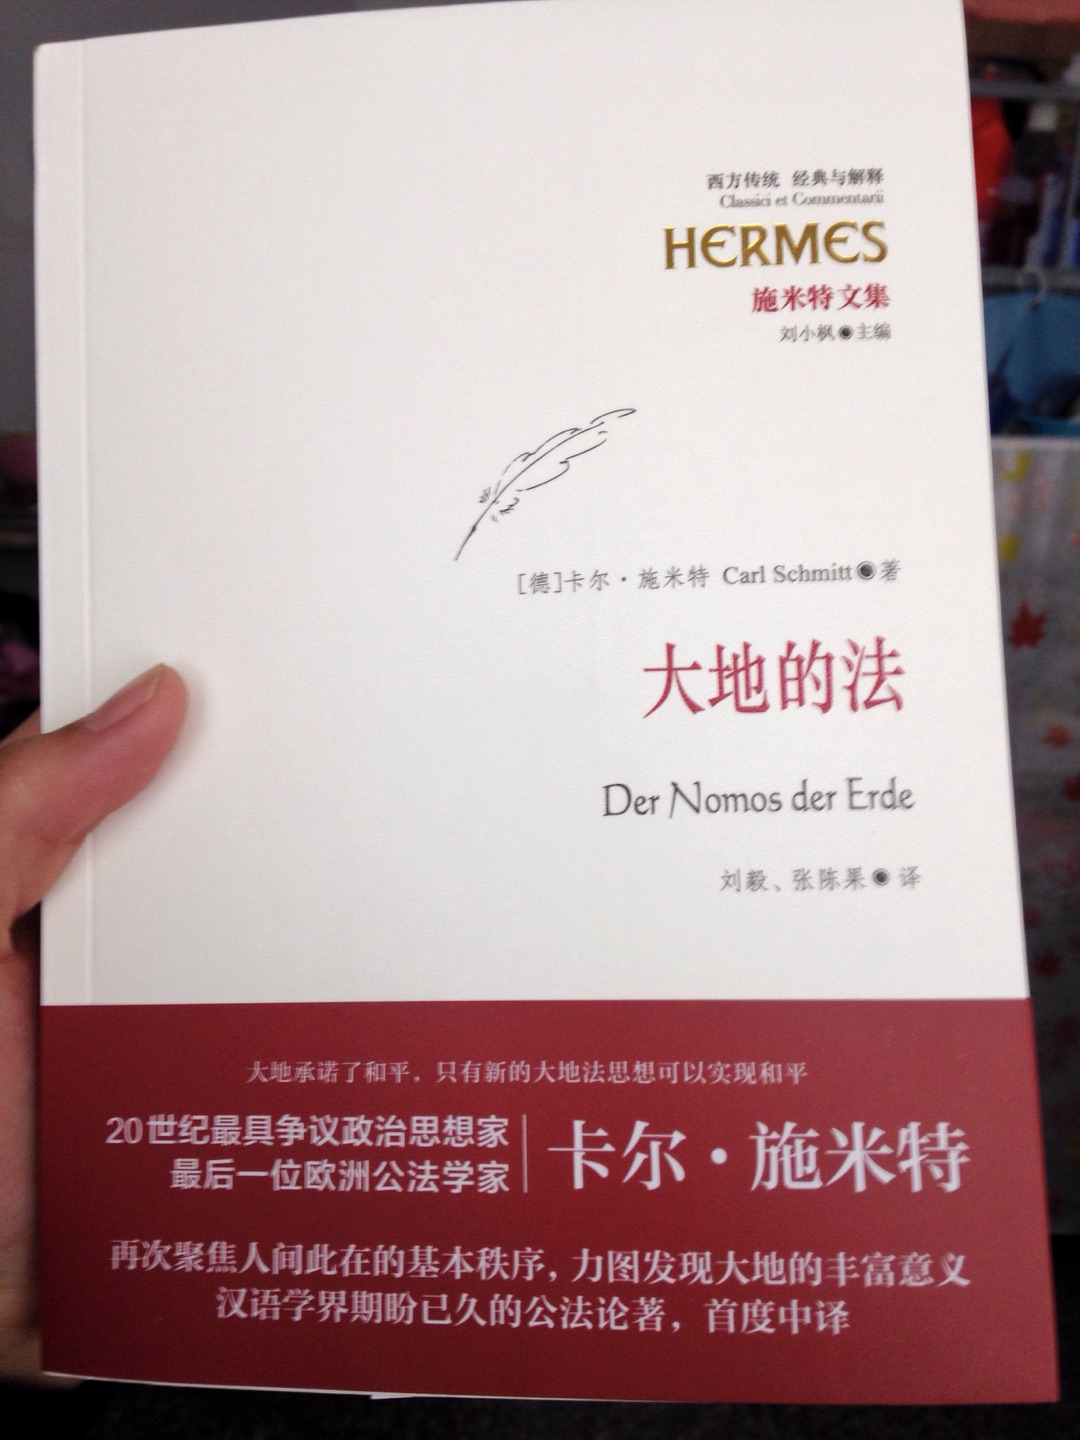 西方传统 经典与解释
Classici et Commentarii
HERMES
施米特文集
刘小枫◉主编
[德]卡尔·施米特 Carl Schmitt◉著
大地的法
Der Nomos der Erde
刘毅、张陈果◉译
大地承诺了和平，只有新的大地法思想可以实现和平
20世纪最具争议政治思想家
最后一位欧洲公法学家
卡尔·施米特
再次聚焦人间此在的基本秩序，力图发现大地的丰富意义
汉语学界期盼已久的公法论著，首度中译